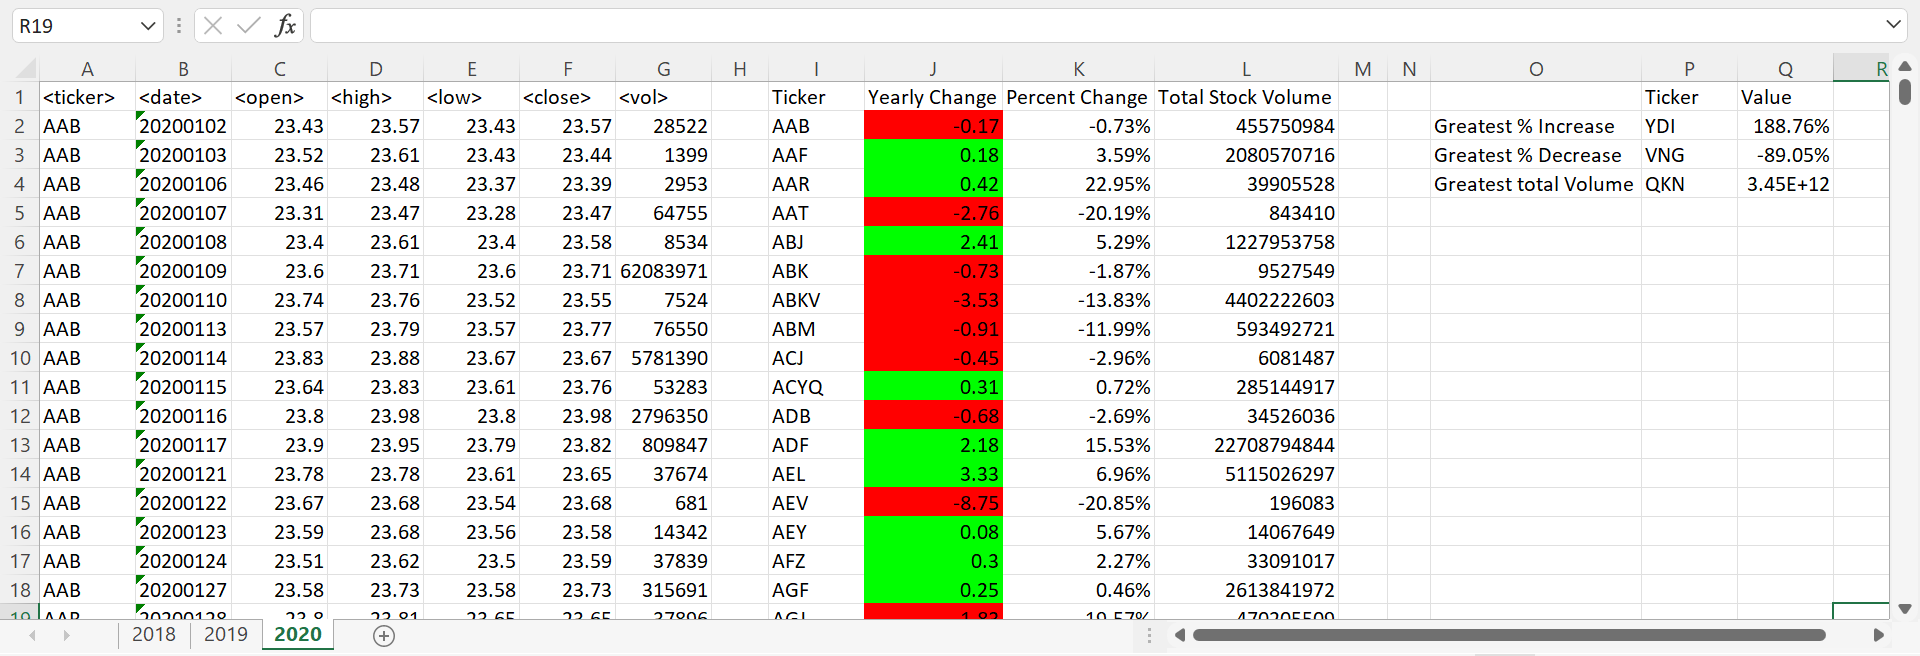 R19 fx
A B C D E F G H I J K L M N O P Q R
1 <ticker> <date> <open> <high> <low> <close> <vol> Ticker Yearly Change Percent Change Total Stock Volume Ticker Value
2 AAB 20200102 23.43 23.57 23.43 23.57 28522 AAB -0.17 -0.73% 455750984 Greatest % Increase YDI 188.76%
3 AAB 20200103 23.52 23.61 23.43 23.44 1399 AAF 0.18 3.59% 2080570716 Greatest % Decrease VNG -89.05%
4 AAB 20200106 23.46 23.48 23.37 23.39 2953 AAR 0.42 22.95% 39905528 Greatest total Volume QKN 3.45E+12
5 AAB 20200107 23.31 23.47 23.28 23.47 64755 AAT -2.76 -20.19% 843410
6 AAB 20200108 23.4 23.61 23.4 23.58 8534 ABJ 2.41 5.29% 1227953758
7 AAB 20200109 23.6 23.71 23.6 23.71 62083971 ABK -0.73 -1.87% 9527549
8 AAB 20200110 23.74 23.76 23.52 23.55 7524 ABKV -3.53 -13.83% 4402222603
9 AAB 20200113 23.57 23.79 23.57 23.77 76550 ABM -0.91 -11.99% 593492721
10 AAB 20200114 23.83 23.88 23.67 23.67 5781390 ACJ -0.45 -2.96% 6081487
11 AAB 20200115 23.64 23.83 23.61 23.76 53283 ACYQ 0.31 0.72% 285144917
12 AAB 20200116 23.8 23.98 23.8 23.98 2796350 ADB -0.68 -2.69% 34526036
13 AAB 20200117 23.9 23.95 23.79 23.82 809847 ADF 2.18 15.53% 22708794844
14 AAB 20200121 23.78 23.78 23.61 23.65 37674 AEL 3.33 6.96% 5115026297
15 AAB 20200122 23.67 23.68 23.54 23.68 681 AEV -8.75 -20.85% 196083
16 AAB 20200123 23.59 23.68 23.56 23.58 14342 AEY 0.08 5.67% 14067649
17 AAB 20200124 23.51 23.62 23.5 23.59 37839 AFZ 0.3 2.27% 33091017
18 AAB 20200127 23.58 23.73 23.58 23.73 315691 AGF 0.25 0.46% 2613841972
19 AAB 20200128 23.8 23.81 23.65 23.65
2018 2019 2020